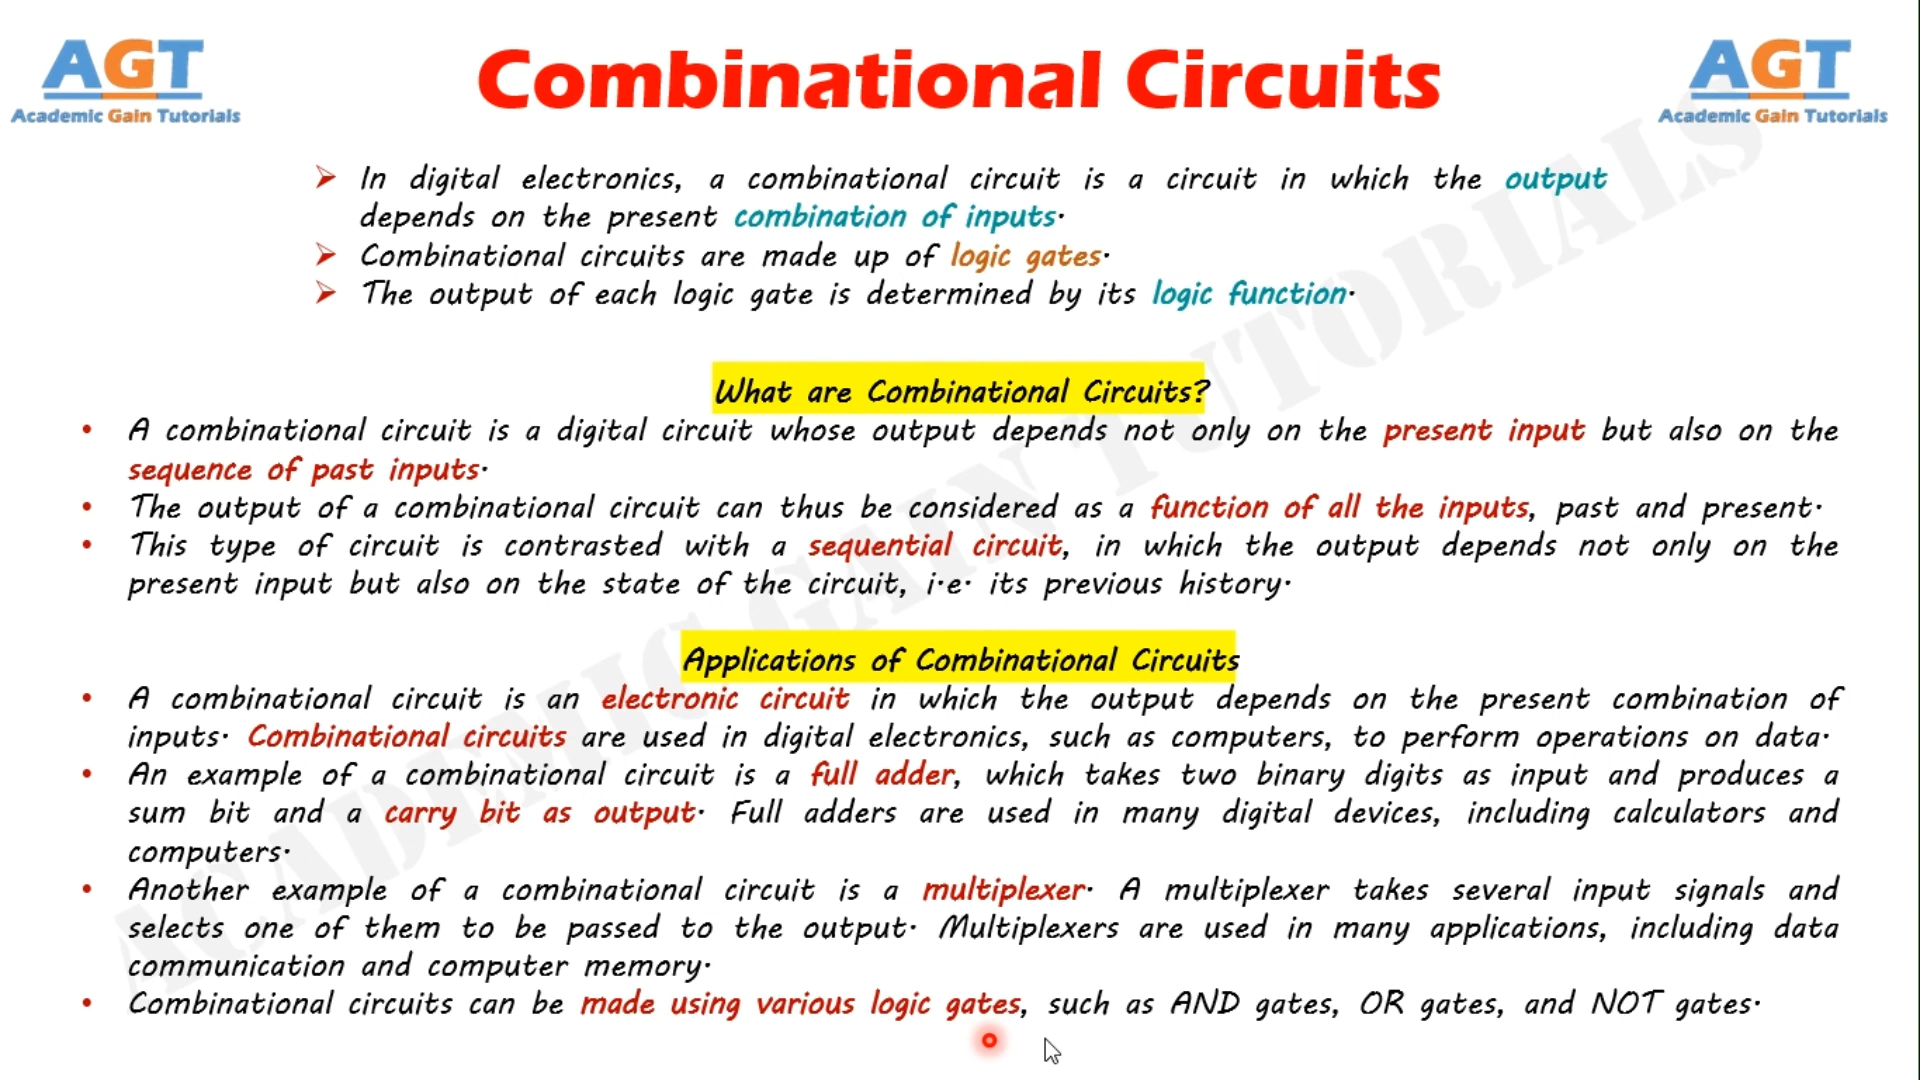 AGT
Academic Gain Tutorials
Combinational Circuits
AGT
Academic Gain Tutorials
In digital electronics, a combinational circuit is a circuit in which the output
depends on the present combination of inputs.
Combinational circuits are made up of logic gates.
The output of each logic gate is determined by its logic function.
What are Combinational Circuits?
A combinational circuit is a digital circuit whose output depends not only on the present input but also on the
sequence of past inputs.
The output of a combinational circuit can thus be considered as a function of all the inputs, past and present.
This type of circuit is contrasted with a sequential circuit, in which the output depends not only on the
present input but also on the state of the circuit, i.e. its previous history.
Applications of Combinational Circuits
A combinational circuit is an electronic circuit in which the output depends on the present combination of
inputs. Combinational circuits are used in digital electronics, such as computers, to perform operations on data.
An example of a combinational circuit is a full adder, which takes two binary digits as input and produces a
sum bit and a carry bit as output. Full adders are used in many digital devices, including calculators and
computers.
Another example of a combinational circuit is a multiplexer. A multiplexer takes several input signals and
selects one of them to be passed to the output. Multiplexers are used in many applications, including data
communication and computer memory.
Combinational circuits can be made using various logic gates, such as AND gates, OR gates, and NOT gates.
ACADEMIC GAIN TUTORIALS